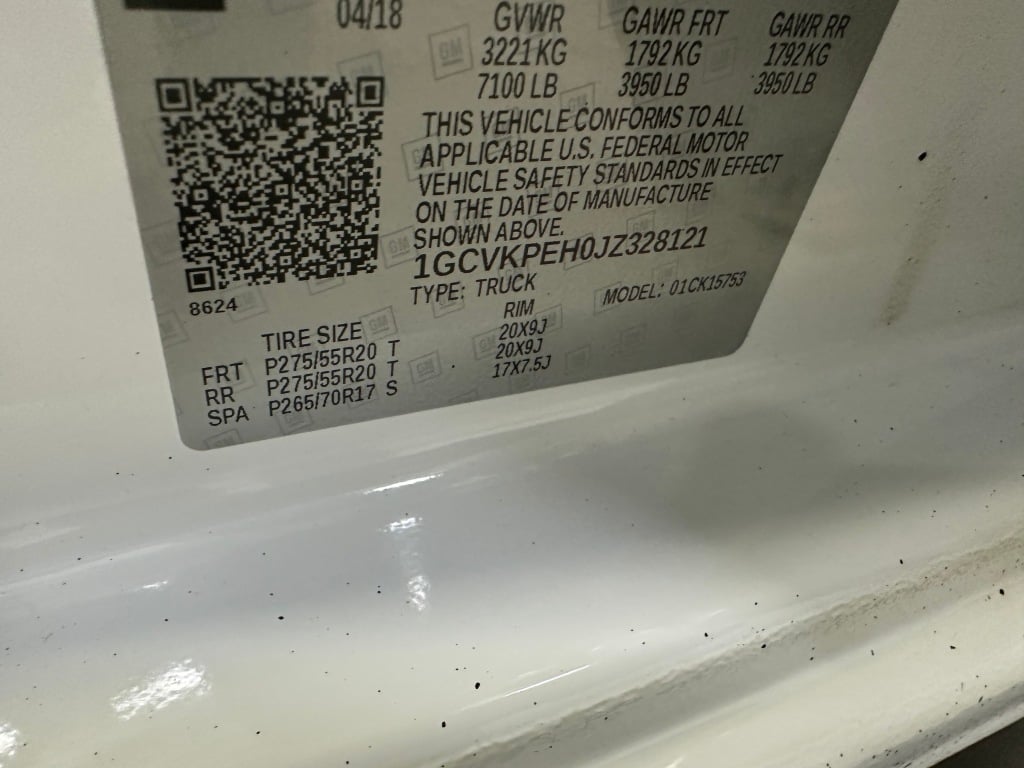 04/18
GVWR GAWR FRT GAWR RR
3221 KG 1792 KG 1792 KG
7100 LB 3950 LB 3950 LB
THIS VEHICLE CONFORMS TO ALL
APPLICABLE U.S. FEDERAL MOTOR
VEHICLE SAFETY STANDARDS IN EFFECT
ON THE DATE OF MANUFACTURE
SHOWN ABOVE.
1GCVKPEH0JZ328121
TYPE: TRUCK MODEL: 01CK15753
8624
TIRE SIZE RIM
FRT P275/55R20 T 20X9J
RR P275/55R20 T 20X9J
SPA P265/70R17 S 17X7.5J
GM